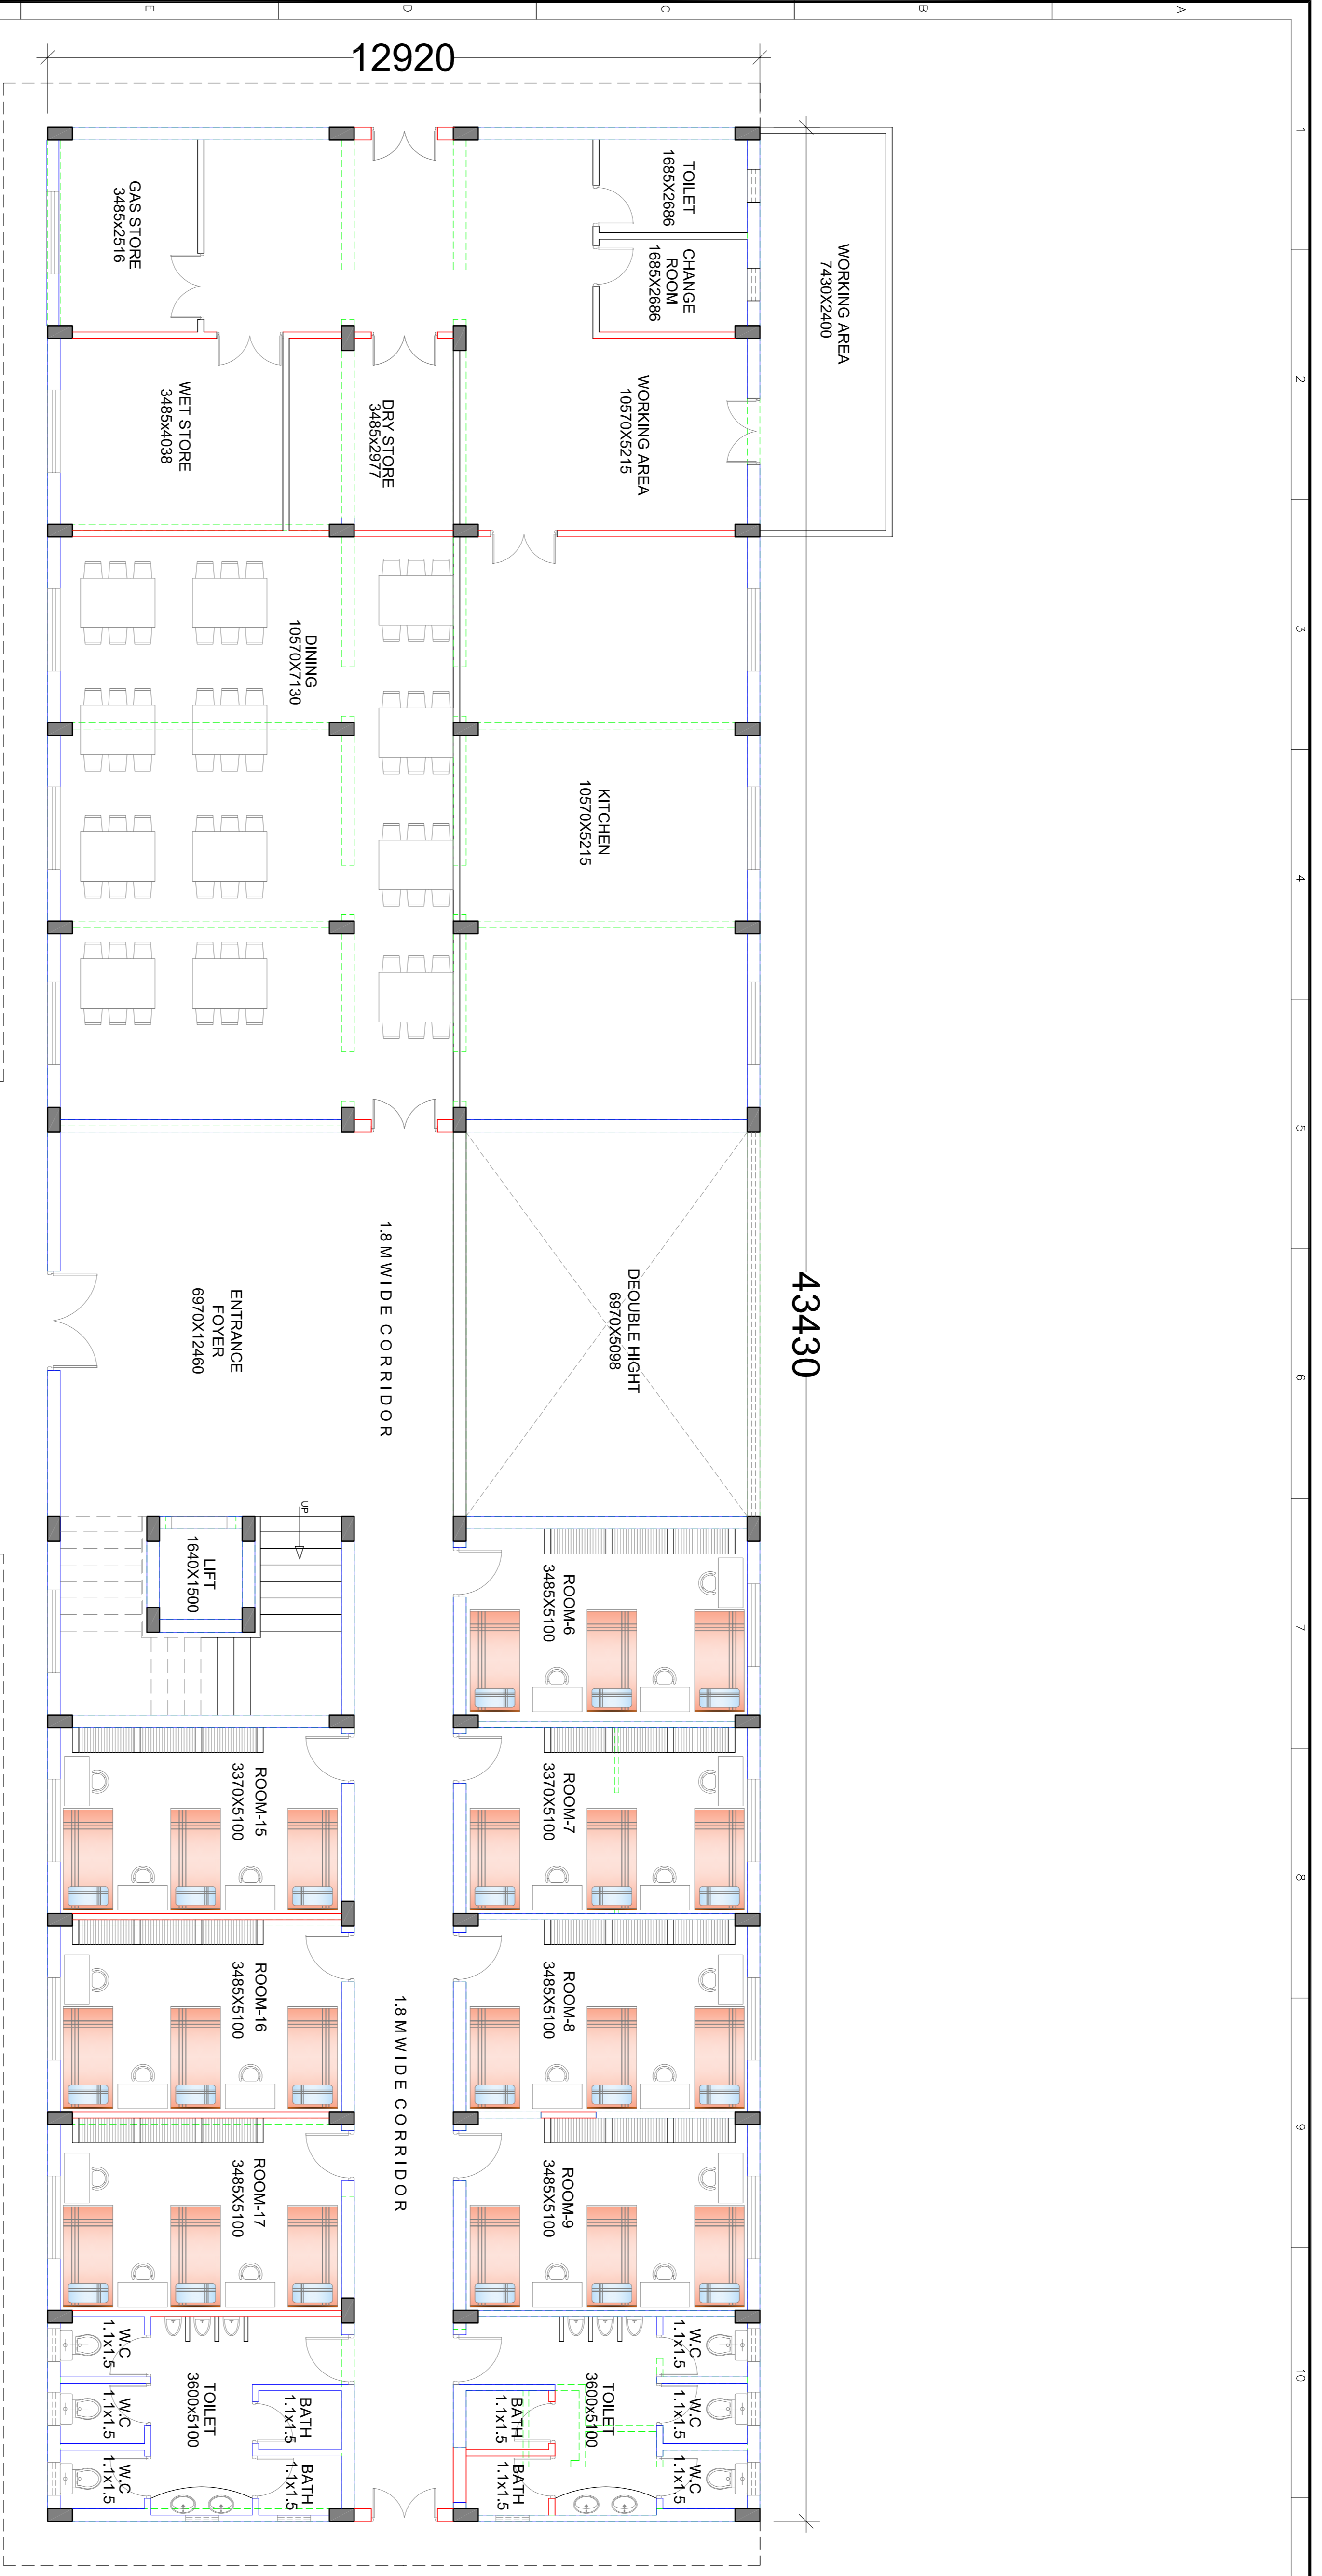 A
B
C
D
E
1
2
3
4
5
6
7
8
9
10
12920
43430
WORKING AREA
7430X2400
TOILET
1685X2686
CHANGE
ROOM
1685X2686
WORKING AREA
10570X5215
GAS STORE
3485x2516
WET STORE
3485x4038
DRY STORE
3485x2977
DINING
10570X7130
KITCHEN
10570X5215
1.8 M WIDE CORRIDOR
DEOUBLE HIGHT
6970X5098
ENTRANCE
FOYER
6970X12460
UP
LIFT
1640X1500
ROOM-6
3485X5100
ROOM-7
3370X5100
ROOM-8
3485X5100
ROOM-9
3485X5100
ROOM-15
3370X5100
ROOM-16
3485X5100
ROOM-17
3485X5100
1.8 M WIDE CORRIDOR
W.C
1.1x1.5
W.C
1.1x1.5
W.C
1.1x1.5
TOILET
3600x5100
BATH
1.1x1.5
BATH
1.1x1.5
BATH
1.1x1.5
BATH
1.1x1.5
TOILET
3600x5100
W.C
1.1x1.5
W.C
1.1x1.5
W.C
1.1x1.5